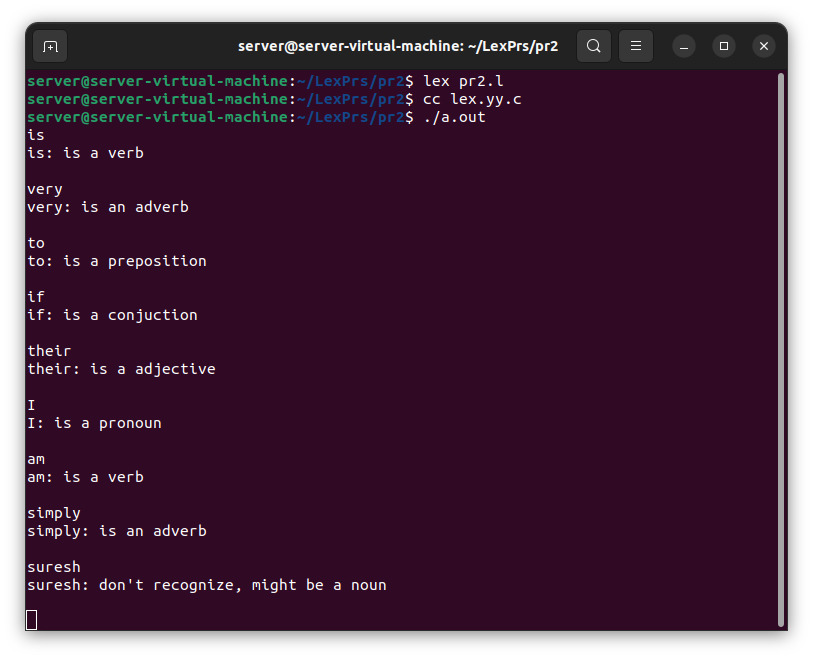 server@server-virtual-machine: ~/LexPrs/pr2
server@server-virtual-machine:~/LexPrs/pr2$ lex pr2.l
server@server-virtual-machine:~/LexPrs/pr2$ cc lex.yy.c
server@server-virtual-machine:~/LexPrs/pr2$ ./a.out
is
is: is a verb
very
very: is an adverb
to
to: is a preposition
if
if: is a conjuction
their
their: is a adjective
I
I: is a pronoun
am
am: is a verb
simply
simply: is an adverb
suresh
suresh: don't recognize, might be a noun